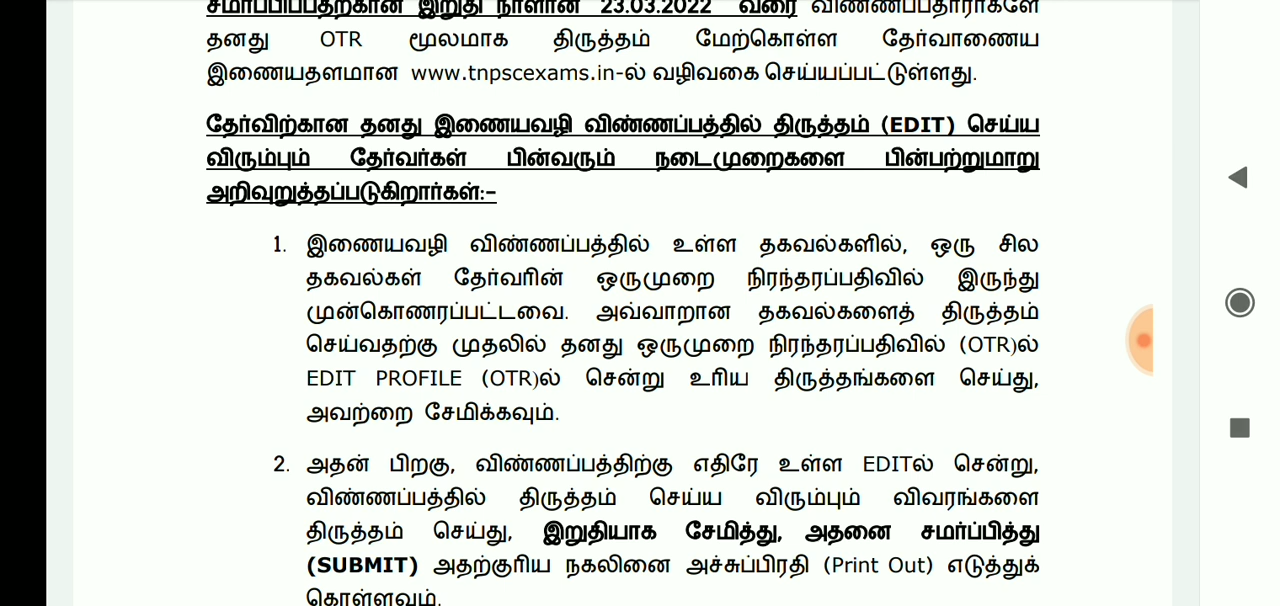 சமர்ப்பிப்பதற்கான இறுதி நாளான 23.03.2022 வரை விண்ணப்பதாரர்களே
தனது OTR மூலமாக திருத்தம் மேற்கொள்ள தேர்வாணைய
இணையதளமான www.tnpscexams.in-ல் வழிவகை செய்யப்பட்டுள்ளது.
தேர்விற்கான தனது இணையவழி விண்ணப்பத்தில் திருத்தம் (EDIT) செய்ய
விரும்பும் தேர்வர்கள் பின்வரும் நடைமுறைகளை பின்பற்றுமாறு
அறிவுறுத்தப்படுகிறார்கள்:-
1. இணையவழி விண்ணப்பத்தில் உள்ள தகவல்களில், ஒரு சில
தகவல்கள் தேர்வரின் ஒருமுறை நிரந்தரப்பதிவில் இருந்து
முன்கொணரப்பட்டவை. அவ்வாறான தகவல்களைத் திருத்தம்
செய்வதற்கு முதலில் தனது ஒருமுறை நிரந்தரப்பதிவில் (OTR)ல்
EDIT PROFILE (OTR)ல் சென்று உரிய திருத்தங்களை செய்து,
அவற்றை சேமிக்கவும்.
2. அதன் பிறகு, விண்ணப்பத்திற்கு எதிரே உள்ள EDITல் சென்று,
விண்ணப்பத்தில் திருத்தம் செய்ய விரும்பும் விவரங்களை
திருத்தம் செய்து, இறுதியாக சேமித்து, அதனை சமர்ப்பித்து
(SUBMIT) அதற்குரிய நகலினை அச்சுப்பிரதி (Print Out) எடுத்துக்
கொள்ளவும்.